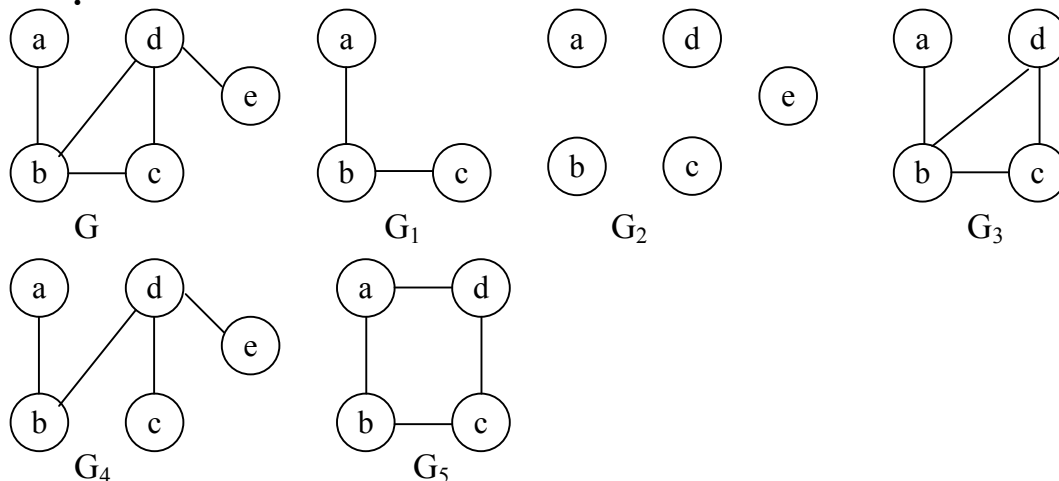 a d a a d a d
e e
b c b c b c b c
G G₁ G₂ G₃
a d a d
e
b c b c
G₄ G₅